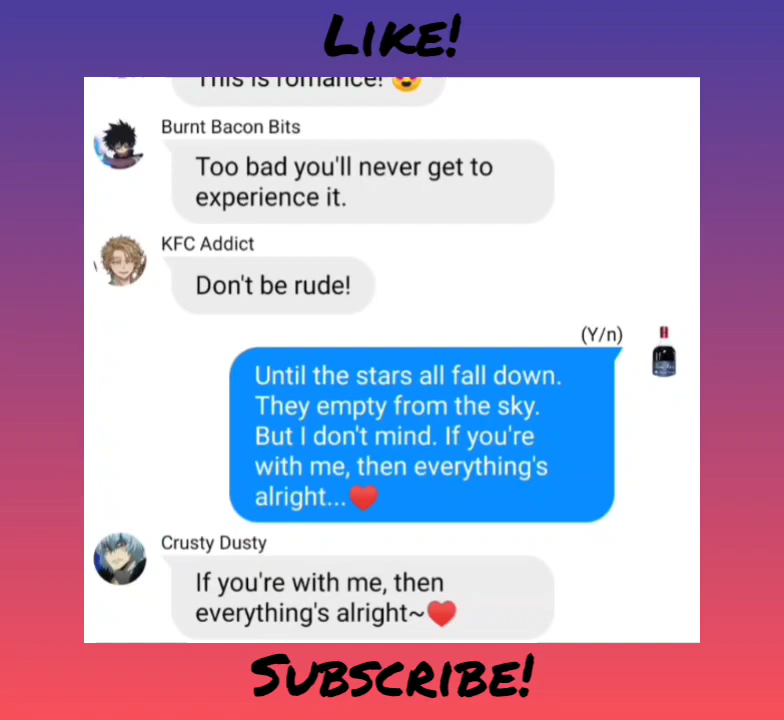 LIKE!
This is romance! 😍
Burnt Bacon Bits
Too bad you'll never get to
experience it.
KFC Addict
Don't be rude!
(Y/n)
Until the stars all fall down.
They empty from the sky.
But I don't mind. If you're
with me, then everything's
alright...❤️
Crusty Dusty
If you're with me, then
everything's alright~❤️
SUBSCRIBE!